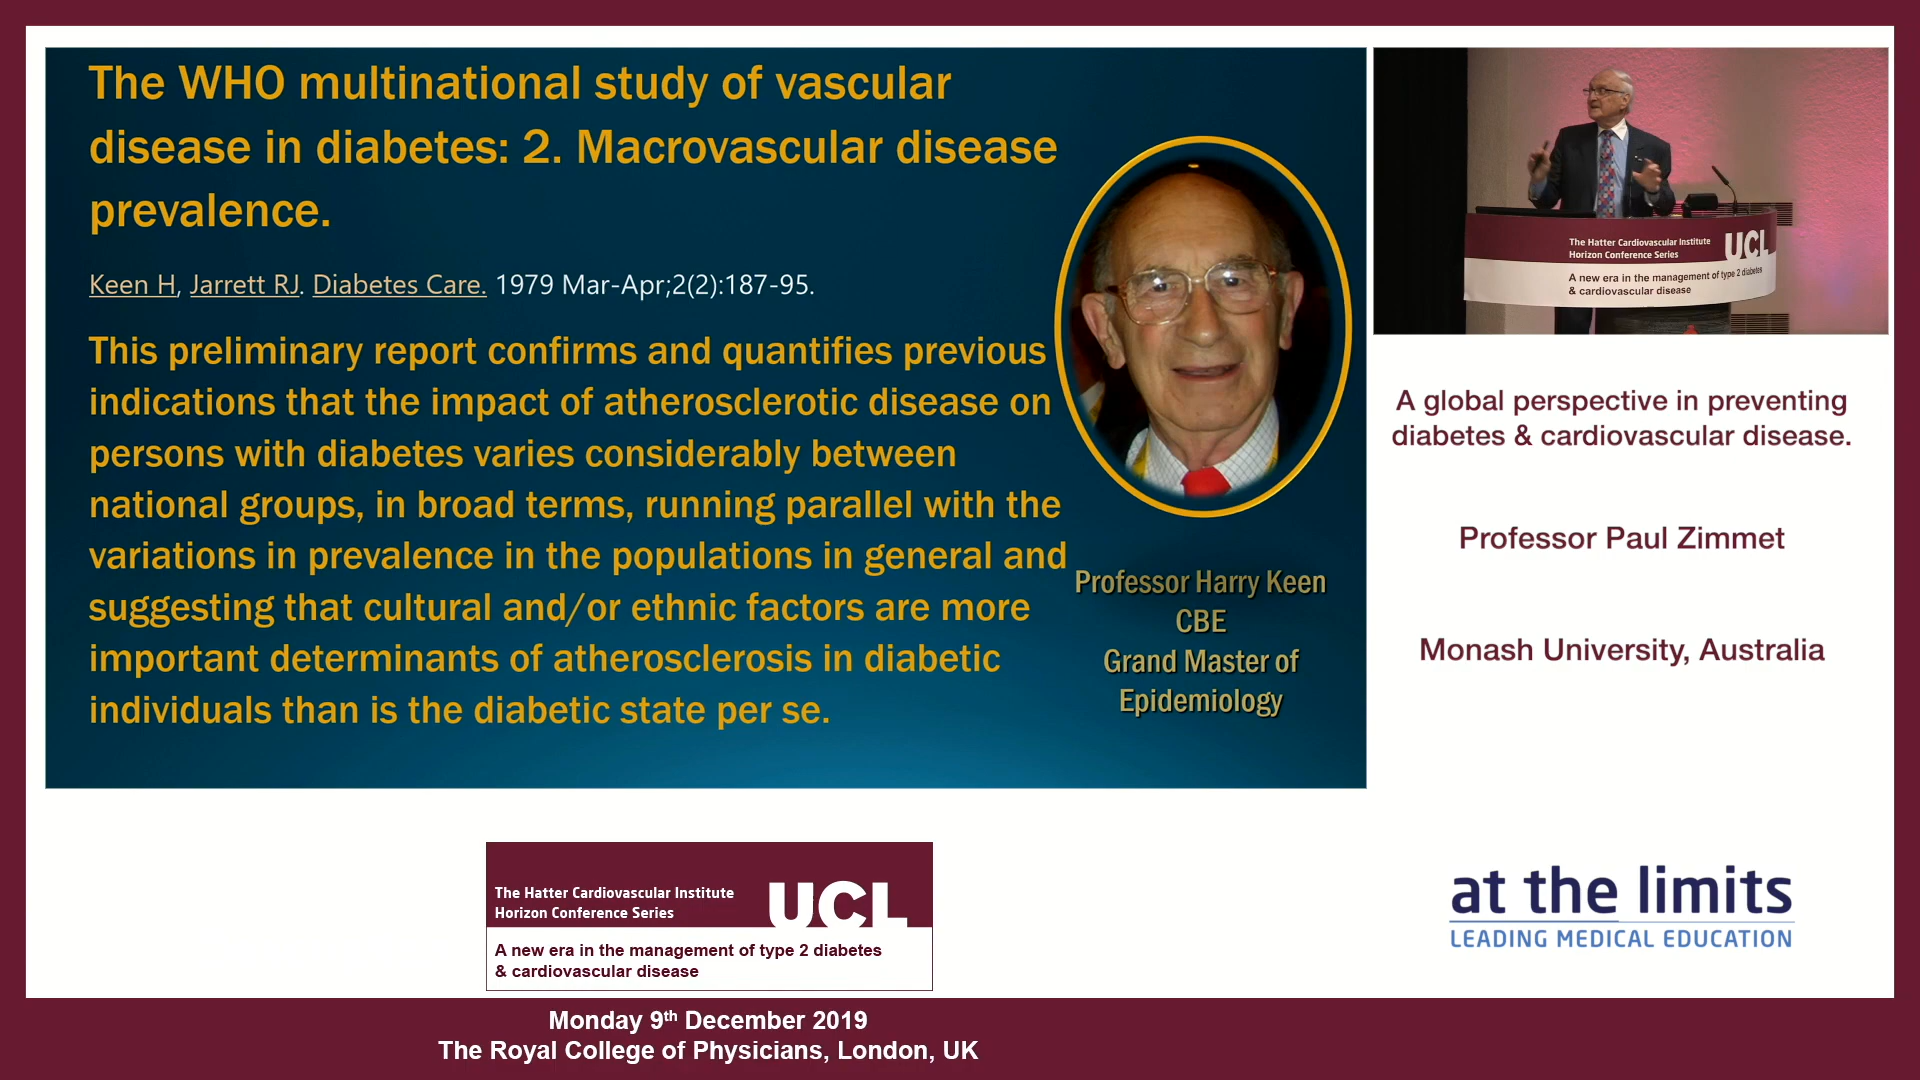 The WHO multinational study of vascular
disease in diabetes: 2. Macrovascular disease
prevalence.
Keen H, Jarrett RJ. Diabetes Care. 1979 Mar-Apr;2(2):187-95.
This preliminary report confirms and quantifies previous
indications that the impact of atherosclerotic disease on
persons with diabetes varies considerably between
national groups, in broad terms, running parallel with the
variations in prevalence in the populations in general and
suggesting that cultural and/or ethnic factors are more
important determinants of atherosclerosis in diabetic
individuals than is the diabetic state per se.
Professor Harry Keen
CBE
Grand Master of
Epidemiology
The Hatter Cardiovascular Institute
Horizon Conference Series
UCL
A new era in the management of type 2 diabetes
& cardiovascular disease
A global perspective in preventing
diabetes & cardiovascular disease.
Professor Paul Zimmet
Monash University, Australia
The Hatter Cardiovascular Institute
Horizon Conference Series
UCL
A new era in the management of type 2 diabetes
& cardiovascular disease
at the limits
LEADING MEDICAL EDUCATION
Monday 9th December 2019
The Royal College of Physicians, London, UK